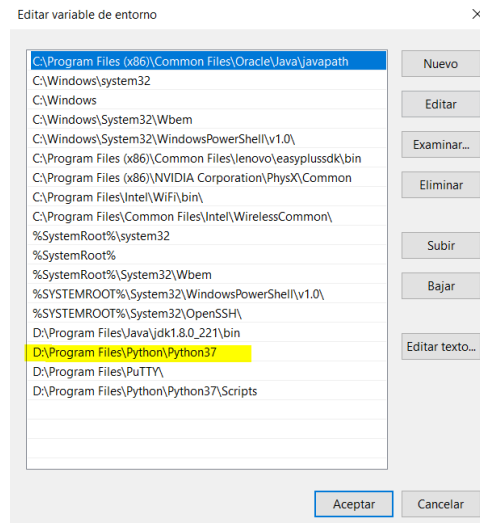 Editar variable de entorno
C:\Program Files (x86)\Common Files\Oracle\Java\javapath
C:\Windows\system32
C:\Windows
C:\Windows\System32\Wbem
C:\Windows\System32\WindowsPowerShell\v1.0\
C:\Program Files (x86)\Common Files\lenovo\easyplussdk\bin
C:\Program Files (x86)\NVIDIA Corporation\PhysX\Common
C:\Program Files\Intel\WiFi\bin\
C:\Program Files\Common Files\Intel\WirelessCommon\
%SystemRoot%\system32
%SystemRoot%
%SystemRoot%\System32\Wbem
%SYSTEMROOT%\System32\WindowsPowerShell\v1.0\
%SYSTEMROOT%\System32\OpenSSH\
D:\Program Files\Java\jdk1.8.0_221\bin
D:\Program Files\Python\Python37
D:\Program Files\PuTTY\
D:\Program Files\Python\Python37\Scripts
Nuevo
Editar
Examinar...
Eliminar
Subir
Bajar
Editar texto...
Aceptar
Cancelar